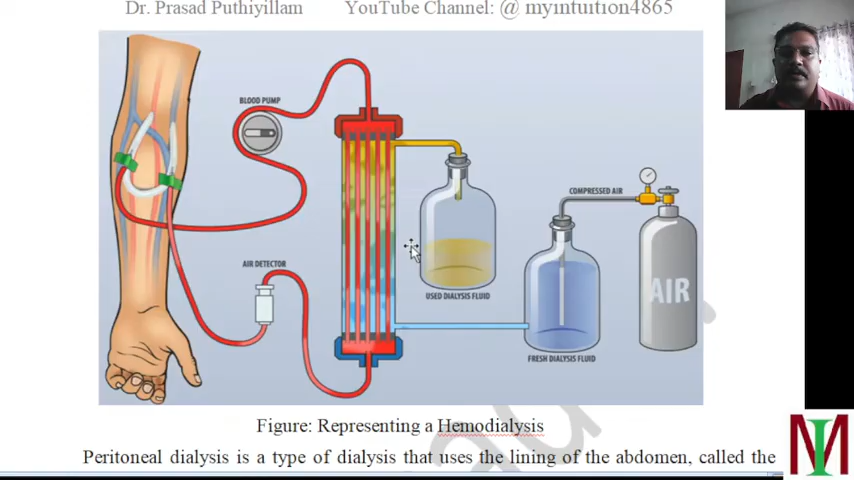 Dr. Prasad Puthiyillam YouTube Channel: @ myintuition4865
BLOOD PUMP
COMPRESSED AIR
AIR DETECTOR
AIR
USED DIALYSIS FLUID
FRESH DIALYSIS FLUID
Figure: Representing a Hemodialysis
Peritoneal dialysis is a type of dialysis that uses the lining of the abdomen, called the
MI